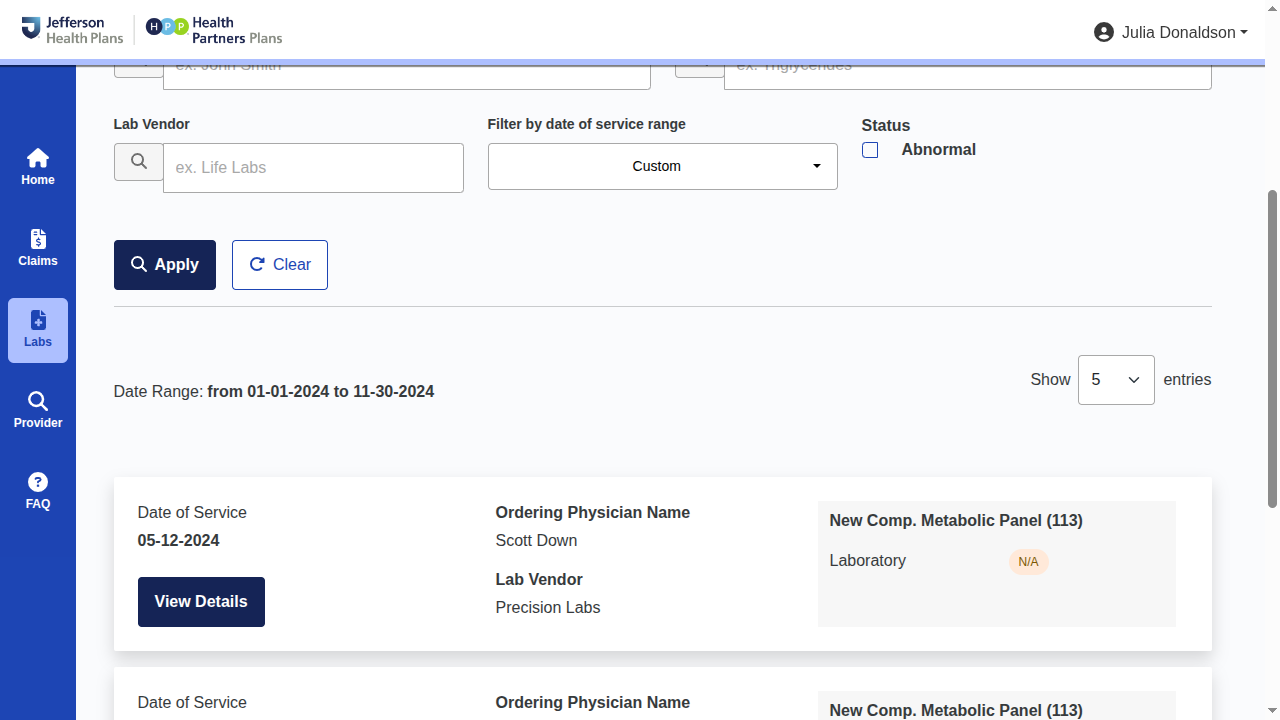 Jefferson
Health Plans
HPP
Health
Partners Plans
Julia Donaldson
ex. John Smith
ex. Triglycerides
Lab Vendor
ex. Life Labs
Filter by date of service range
Custom
Status
Abnormal
Home
Claims
Labs
Provider
FAQ
Apply
Clear
Date Range: from 01-01-2024 to 11-30-2024
Show 5 entries
Date of Service
05-12-2024
View Details
Ordering Physician Name
Scott Down
Lab Vendor
Precision Labs
New Comp. Metabolic Panel (113)
Laboratory N/A
Date of Service
Ordering Physician Name
New Comp. Metabolic Panel (113)